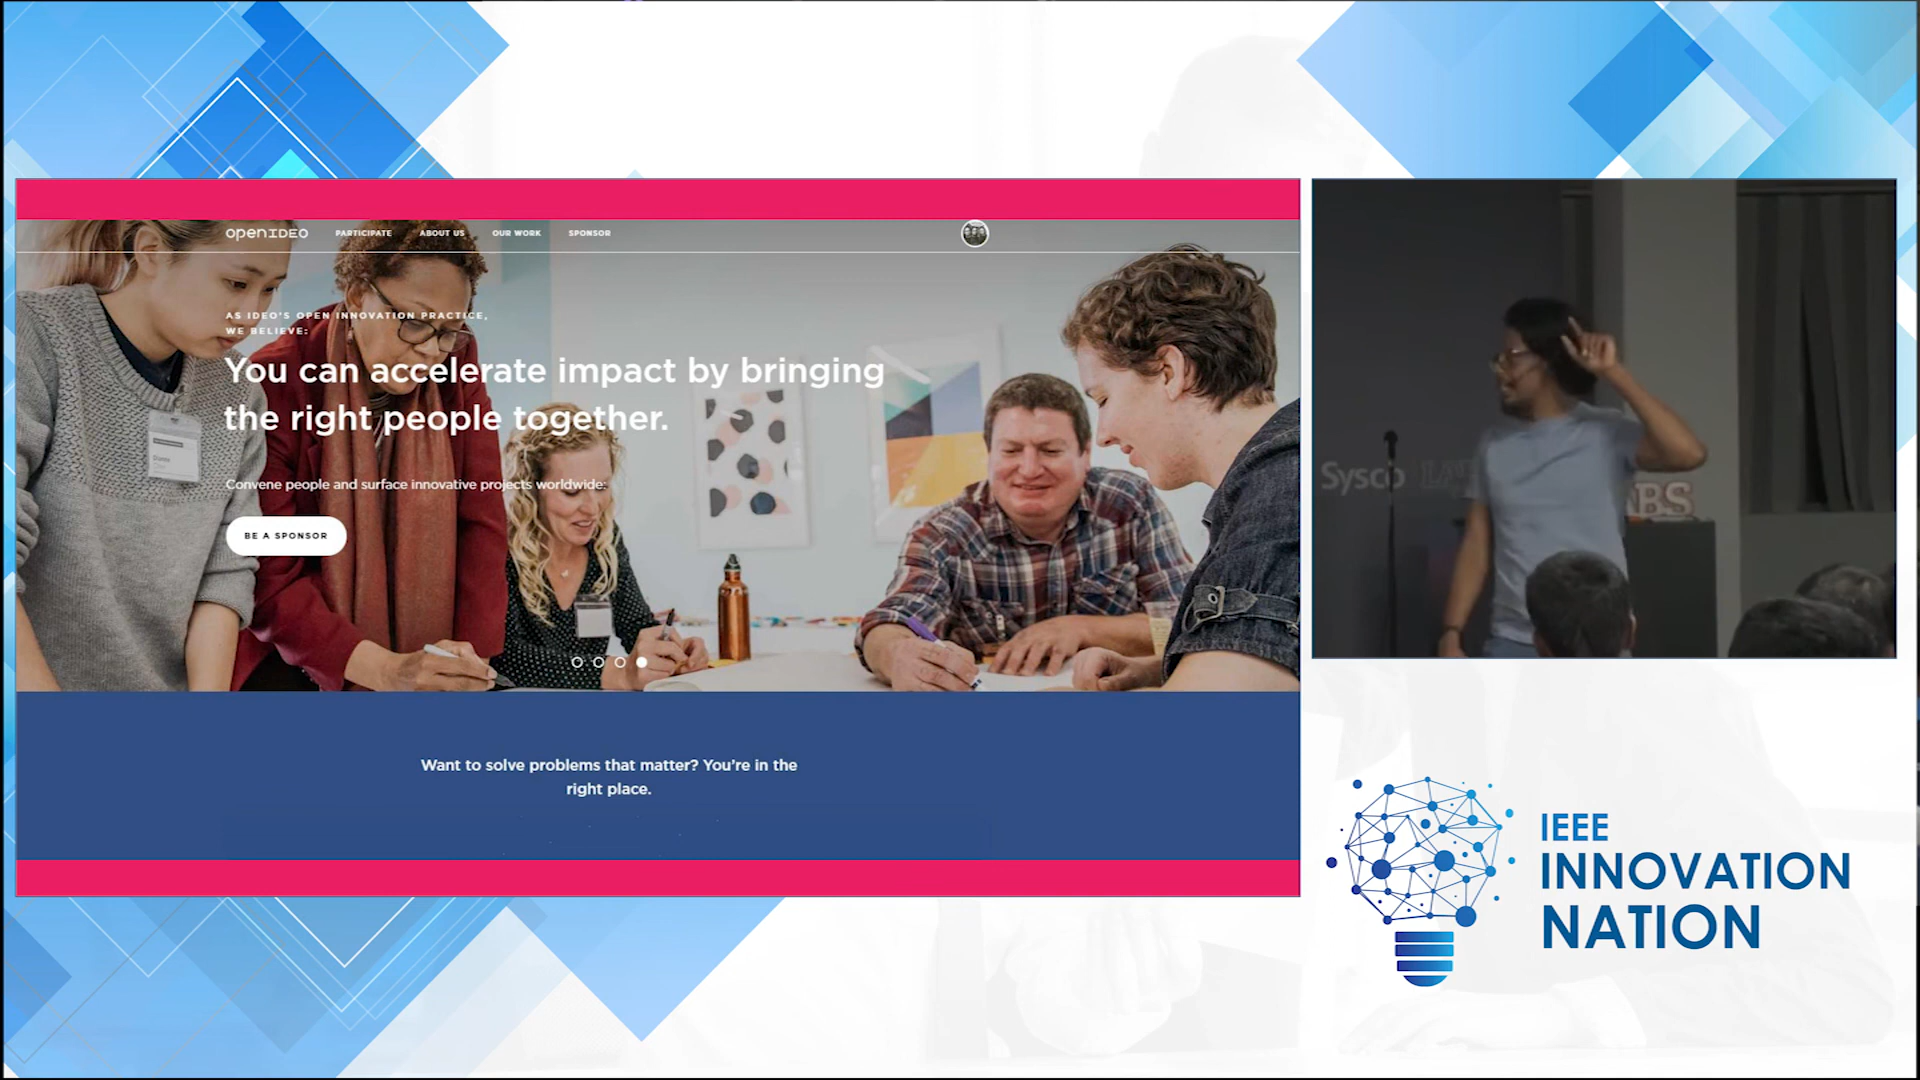 openIDEO
PARTICIPATE
ABOUT US
OUR WORK
SPONSOR
AS IDEO'S OPEN INNOVATION PRACTICE,
WE BELIEVE:
You can accelerate impact by bringing
the right people together.
Convene people and surface innovative projects worldwide:
BE A SPONSOR
Want to solve problems that matter? You're in the
right place.
Sysco
IEEE
INNOVATION
NATION